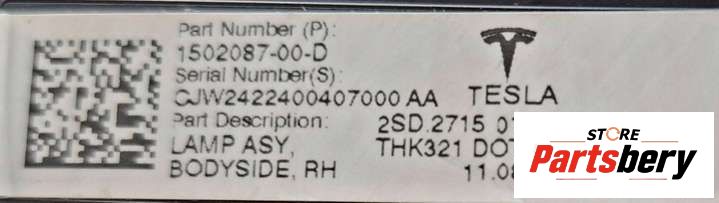 Part Number (P):
1502087-00-D
Serial Number(S):
CJW2422400407000 AA
TESLA
Part Description:
LAMP ASY,
BODYSIDE, RH
2SD.2715
THK321 DOT
STORE
Partsbery